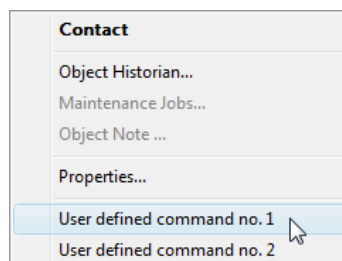 Contact
Object Historian...
Maintenance Jobs...
Object Note ...
Properties...
User defined command no. 1
User defined command no. 2